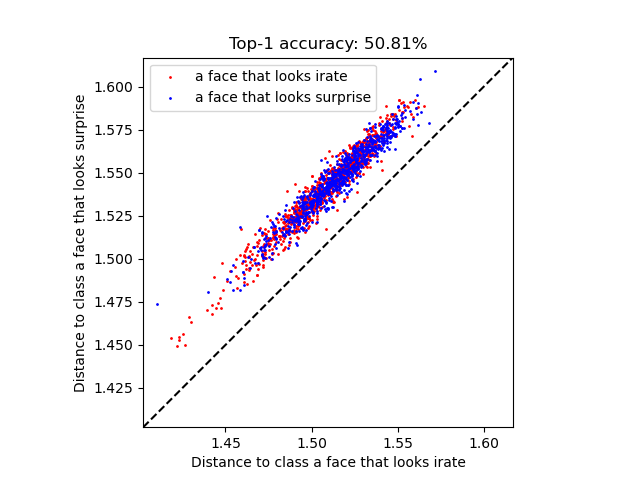 Top-1 accuracy: 50.81%
a face that looks irate
a face that looks surprise
1.600
1.575
1.550
1.525
1.500
1.475
1.450
1.425
Distance to class a face that looks surprise
1.45 1.50 1.55 1.60
Distance to class a face that looks irate